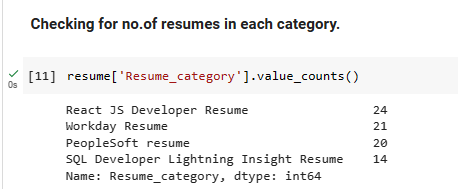 Checking for no.of resumes in each category.
[11] resume['Resume_category'].value_counts()
0s
React JS Developer Resume 24
Workday Resume 21
PeopleSoft resume 20
SQL Developer Lightning Insight Resume 14
Name: Resume_category, dtype: int64